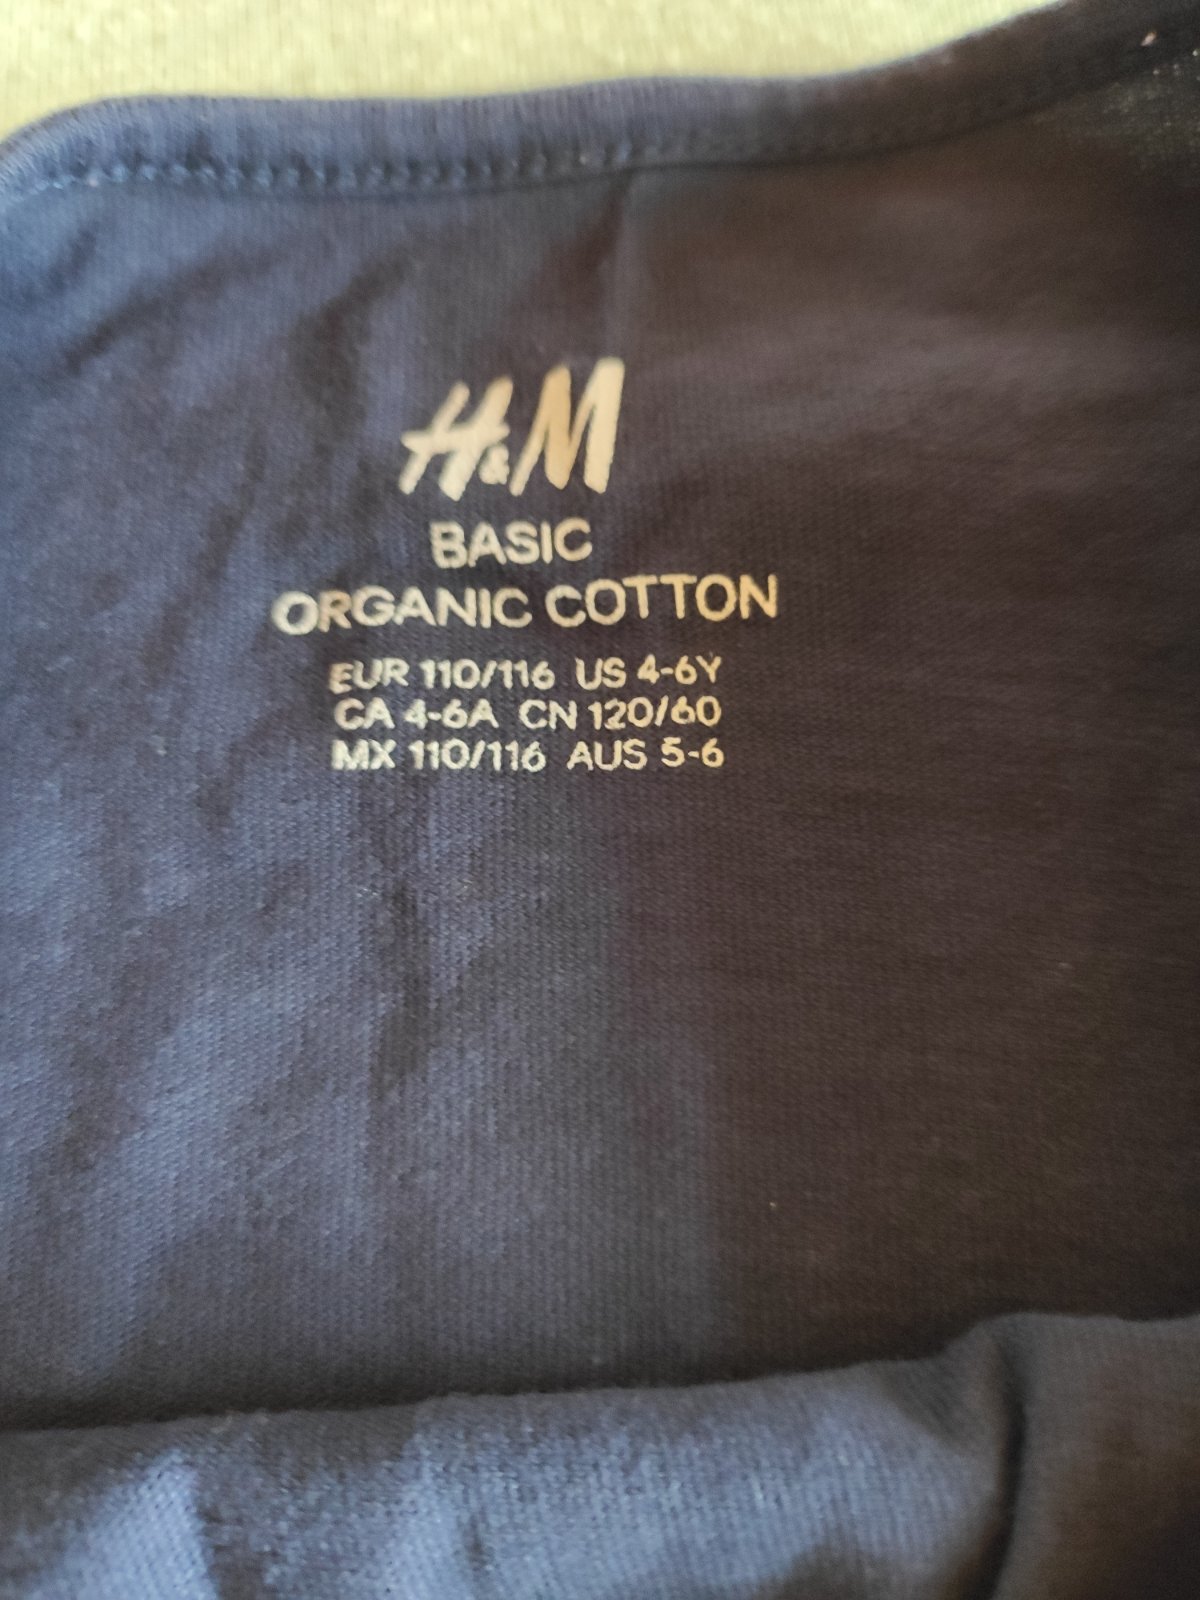 H&M
BASIC
ORGANIC COTTON
EUR 110/116 US 4-6Y
CA 4-6A CN 120/60
MX 110/116 AUS 5-6